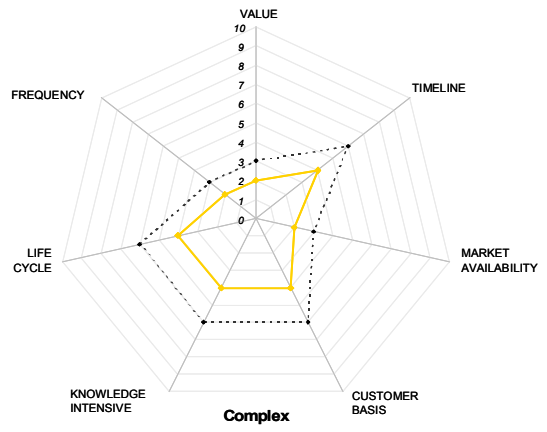 VALUE
10
9
8
7
6
5
4
3
2
1
0
TIMELINE
MARKET
AVAILABILITY
CUSTOMER
BASIS
KNOWLEDGE
INTENSIVE
LIFE
CYCLE
FREQUENCY
Complex